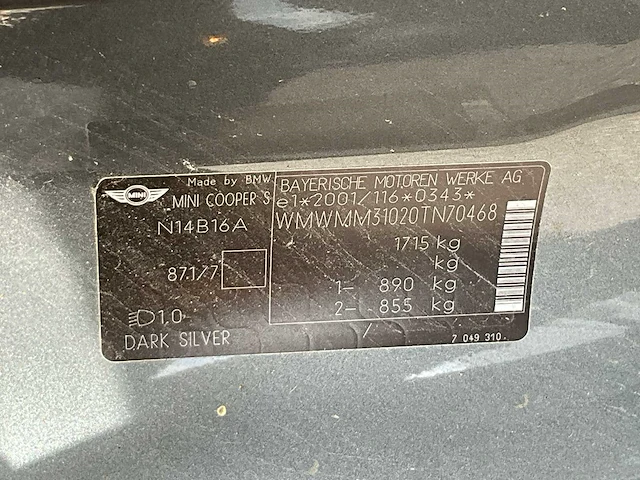 Made by BMW
MINI
MINI COOPER S
N14B16A
871/7
1,0
DARK SILVER
BAYERISCHE MOTOREN WERKE AG
e1*2001/116*0343*
WMWMM31020TN70468
1715 kg
kg
1- 890 kg
2- 855 kg
/
7 049 310.